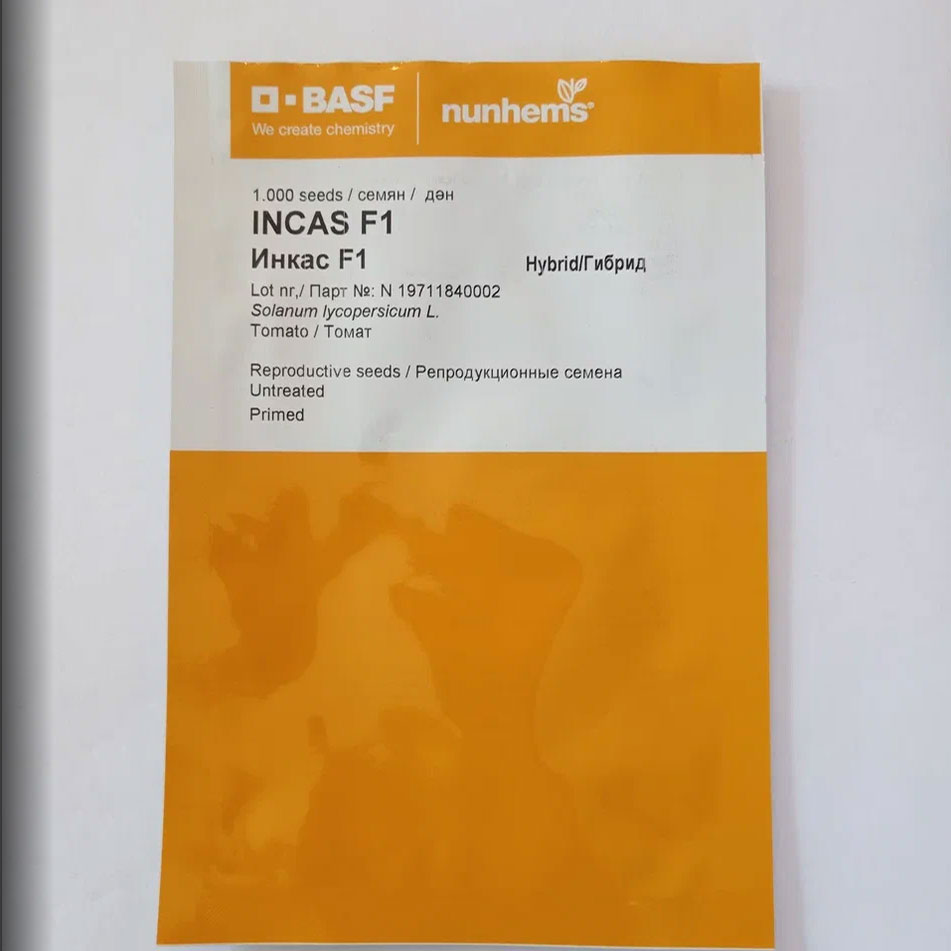 BASF
We create chemistry
nunhems®
1.000 seeds / семян / дән
INCAS F1
Инкас F1
Hybrid/Гибрид
Lot nr,/ Парт №: N 19711840002
Solanum lycopersicum L.
Tomato / Томат
Reproductive seeds / Репродукционные семена
Untreated
Primed